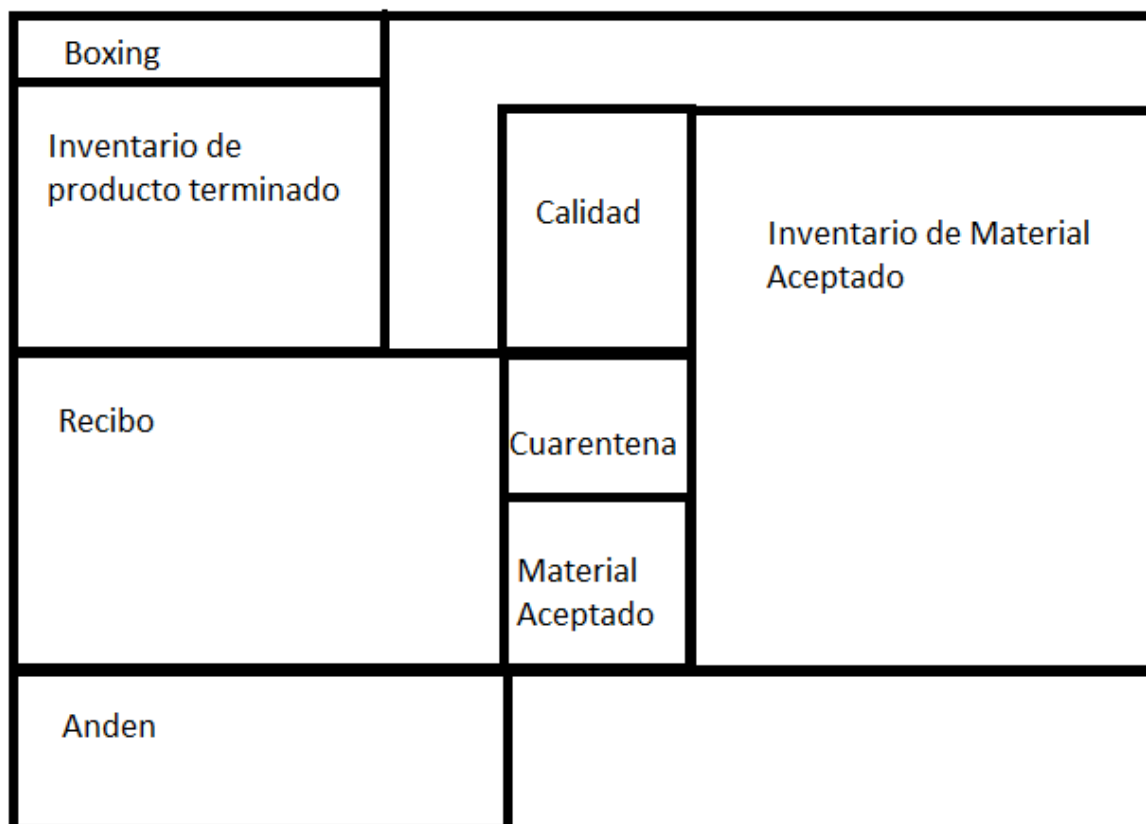 Boxing
Inventario de
producto terminado
Calidad
Inventario de Material
Aceptado
Recibo
Cuarentena
Material
Aceptado
Anden